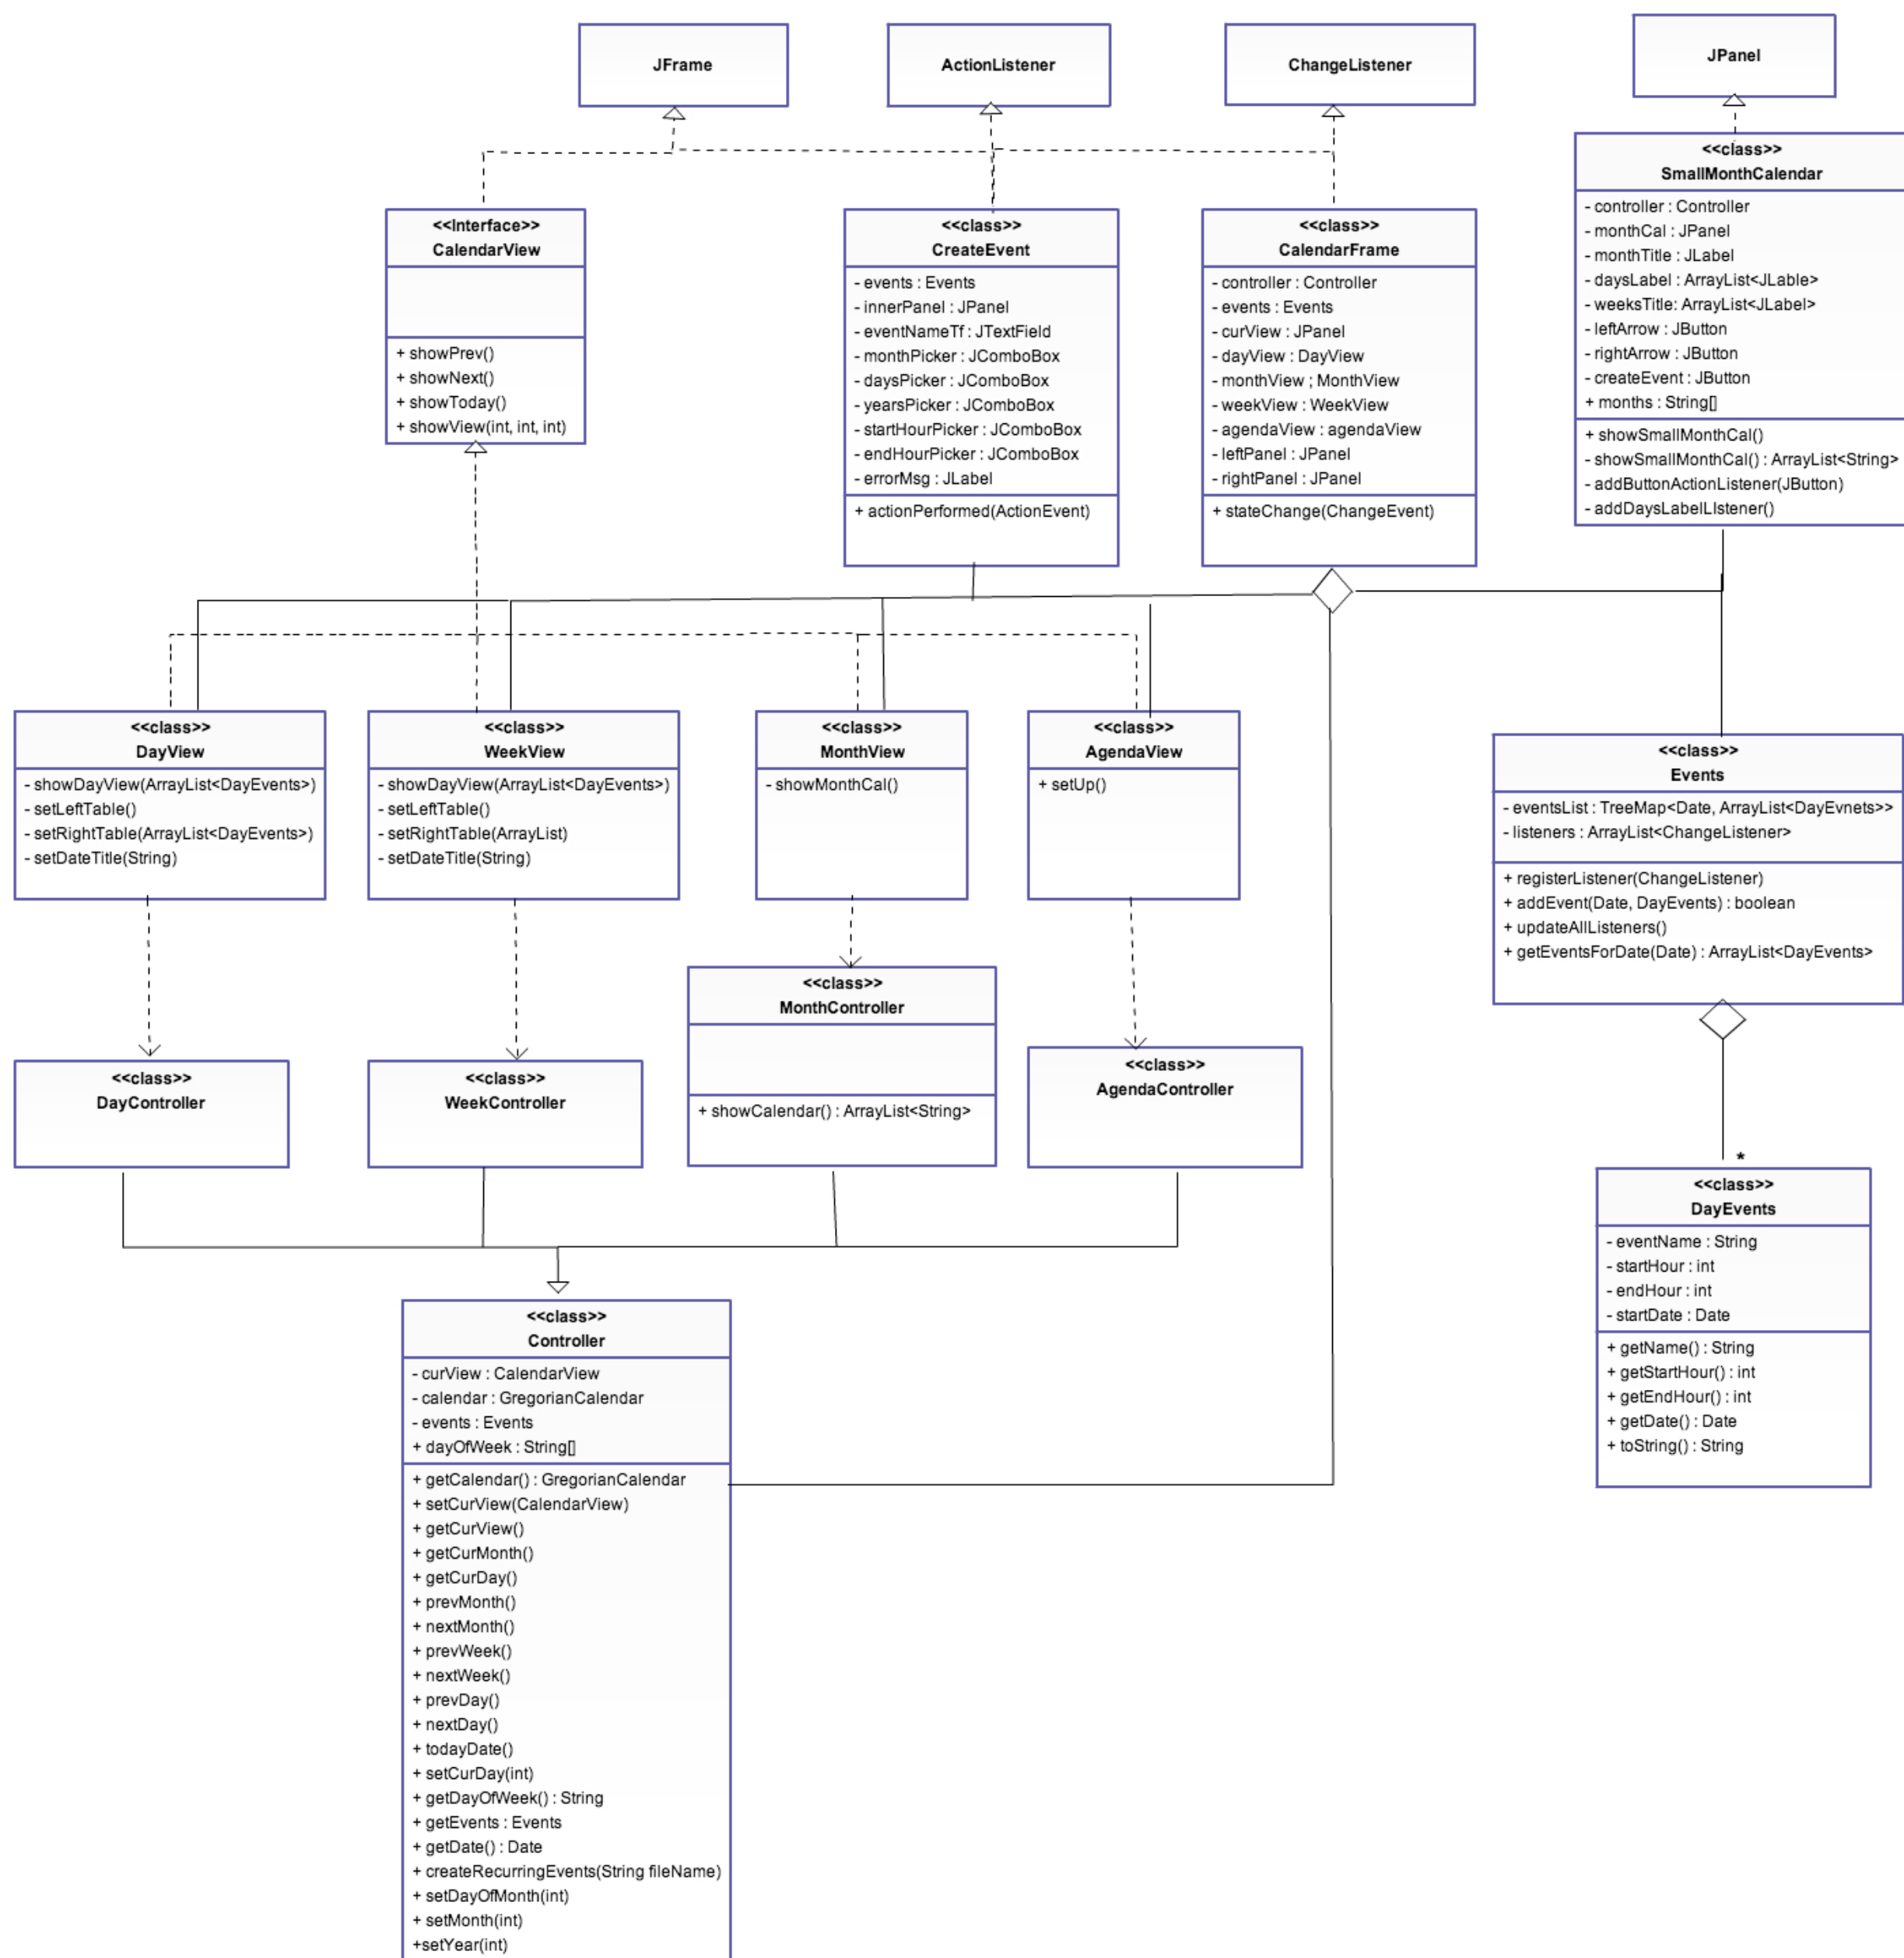 JFrame
ActionListener
ChangeListener
JPanel
<<Interface>>
CalendarView
+ showPrev()
+ showNext()
+ showToday()
+ showView(int, int, int)
<<class>>
CreateEvent
- events : Events
- innerPanel : JPanel
- eventNameTf : JTextField
- monthPicker : JComboBox
- daysPicker : JComboBox
- yearsPicker : JComboBox
- startHourPicker : JComboBox
- endHourPicker : JComboBox
- errorMsg : JLabel
+ actionPerformed(ActionEvent)
<<class>>
CalendarFrame
- controller : Controller
- events : Events
- curView : JPanel
- dayView : DayView
- monthView ; MonthView
- weekView : WeekView
- agendaView : agendaView
- leftPanel : JPanel
- rightPanel : JPanel
+ stateChange(ChangeEvent)
<<class>>
SmallMonthCalendar
- controller : Controller
- monthCal : JPanel
- monthTitle : JLabel
- daysLabel : ArrayList<JLable>
- weeksTitle: ArrayList<JLabel>
- leftArrow : JButton
- rightArrow : JButton
- createEvent : JButton
+ months : String[]
+ showSmallMonthCal()
- showSmallMonthCal() : ArrayList<String>
- addButtonActionListener(JButton)
- addDaysLabelLIstener()
<<class>>
DayView
- showDayView(ArrayList<DayEvents>)
- setLeftTable()
- setRightTable(ArrayList<DayEvents>)
- setDateTitle(String)
<<class>>
WeekView
- showDayView(ArrayList<DayEvents>)
- setLeftTable()
- setRightTable(ArrayList)
- setDateTitle(String)
<<class>>
MonthView
- showMonthCal()
<<class>>
AgendaView
+ setUp()
<<class>>
Events
- eventsList : TreeMap<Date, ArrayList<DayEvnets>>
- listeners : ArrayList<ChangeListener>
+ registerListener(ChangeListener)
+ addEvent(Date, DayEvents) : boolean
+ updateAllListeners()
+ getEventsForDate(Date) : ArrayList<DayEvents>
<<class>>
DayController
<<class>>
WeekController
<<class>>
MonthController
+ showCalendar() : ArrayList<String>
<<class>>
AgendaController
*
<<class>>
DayEvents
- eventName : String
- startHour : int
- endHour : int
- startDate : Date
+ getName() : String
+ getStartHour() : int
+ getEndHour() : int
+ getDate() : Date
+ toString() : String
<<class>>
Controller
- curView : CalendarView
- calendar : GregorianCalendar
- events : Events
+ dayOfWeek : String[]
+ getCalendar() : GregorianCalendar
+ setCurView(CalendarView)
+ getCurView()
+ getCurMonth()
+ getCurDay()
+ prevMonth()
+ nextMonth()
+ prevWeek()
+ nextWeek()
+ prevDay()
+ nextDay()
+ todayDate()
+ setCurDay(int)
+ getDayOfWeek() : String
+ getEvents : Events
+ getDate() : Date
+ createRecurringEvents(String fileName)
+ setDayOfMonth(int)
+ setMonth(int)
+setYear(int)